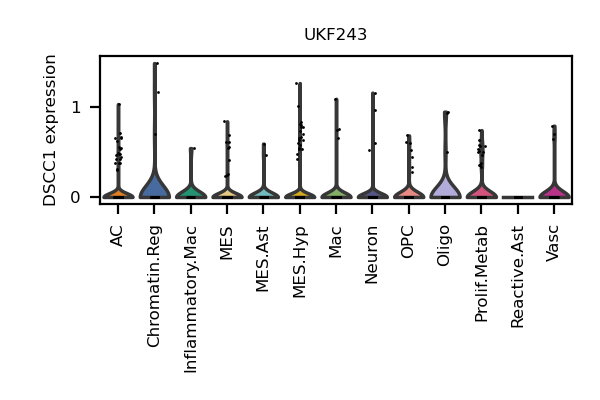 UKF243
DSCC1 expression
1
0
AC
Chromatin.Reg
Inflammatory.Mac
MES
MES.Ast
MES.Hyp
Mac
Neuron
OPC
Oligo
Prolif.Metab
Reactive.Ast
Vasc